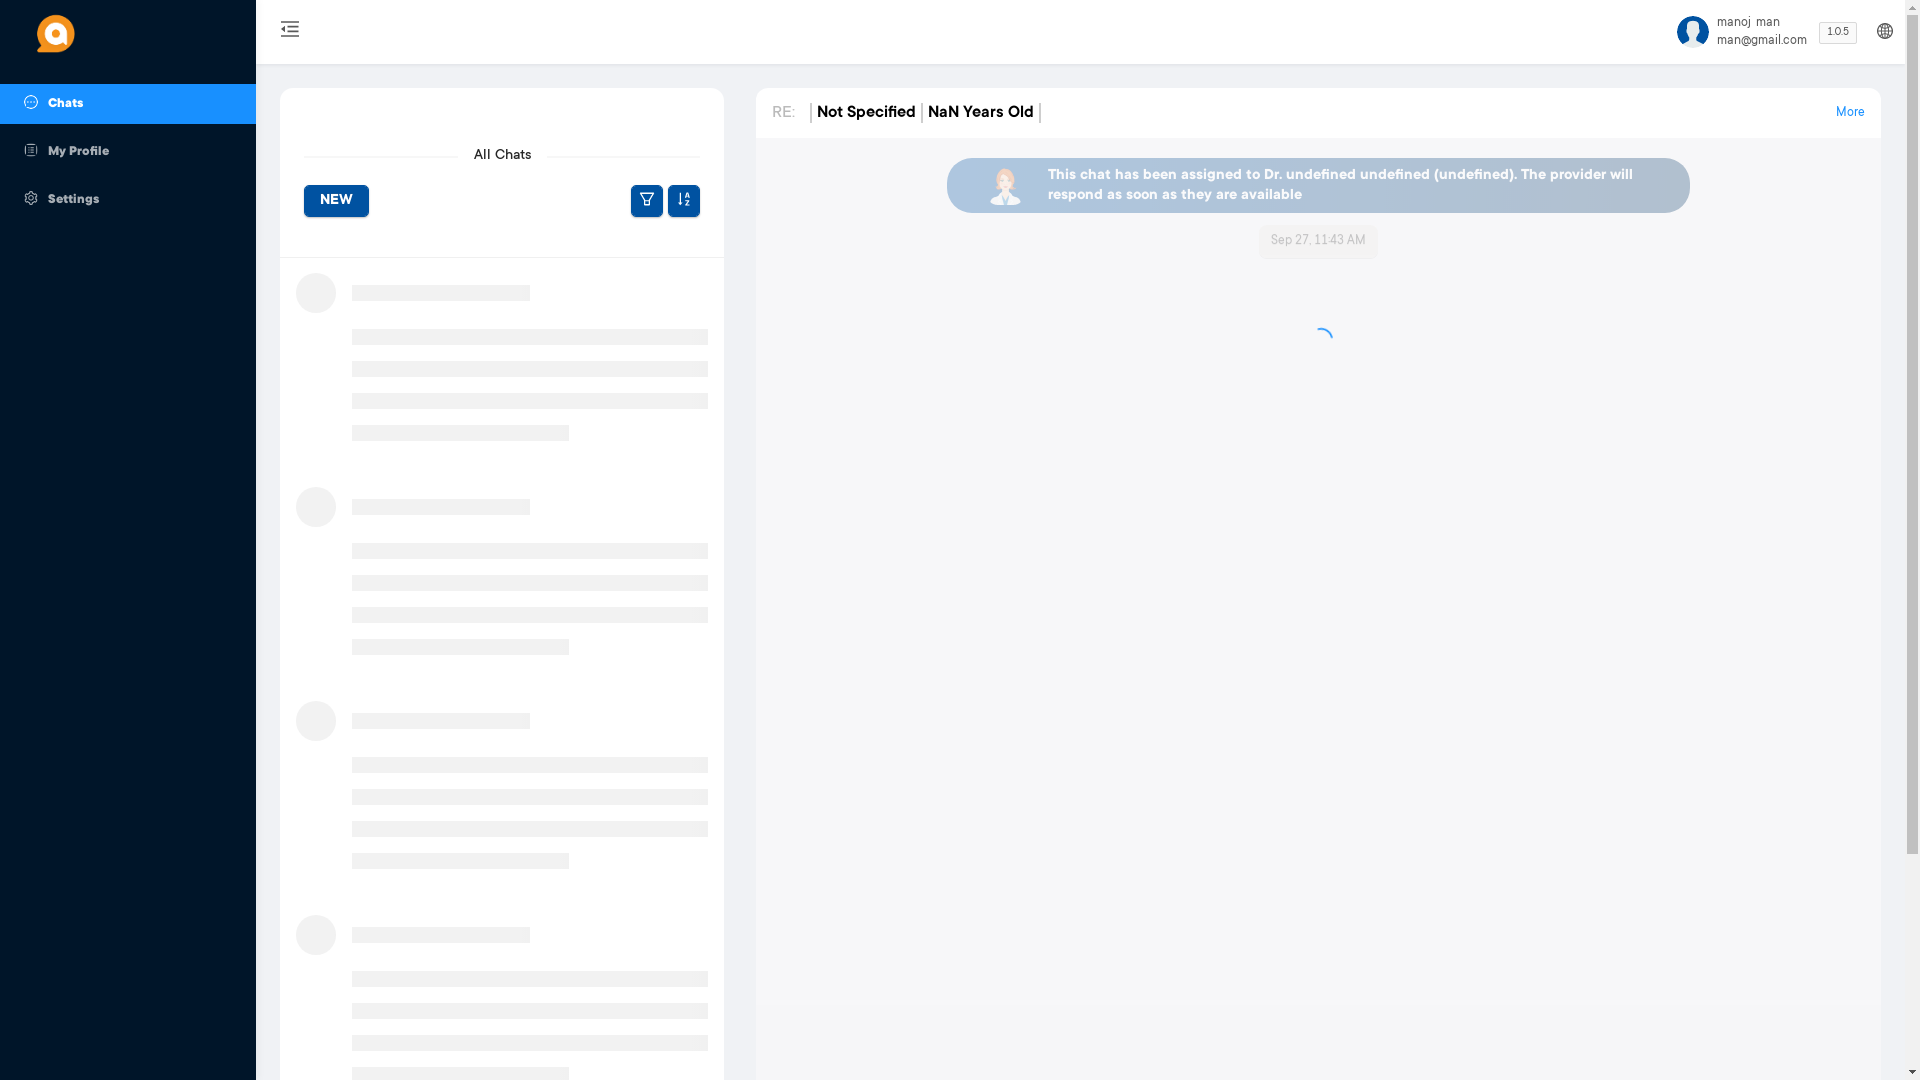 manoj man
man@gmail.com
1.0.5
Chats
My Profile
Settings
All Chats
NEW
RE: Not Specified NaN Years Old
More
This chat has been assigned to Dr. undefined undefined (undefined). The provider will
respond as soon as they are available
Sep 27, 11:43 AM